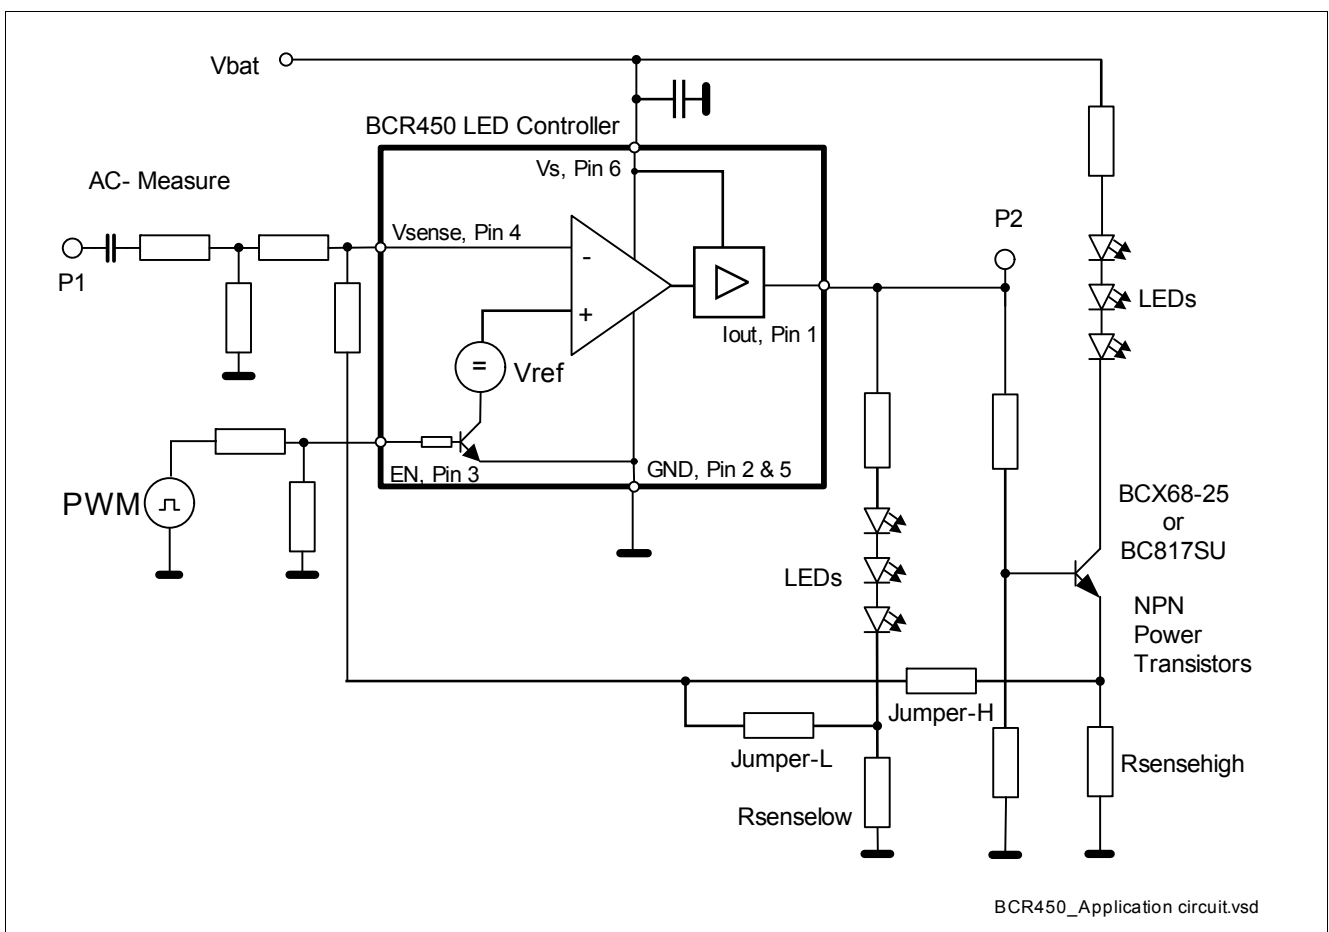 Vbat
BCR450 LED Controller
Vs, Pin 6
AC- Measure
P2
Vsense, Pin 4
-
P1
LEDs
+
Iout, Pin 1
=
Vref
EN, Pin 3
GND, Pin 2 & 5
PWM
BCX68-25
or
BC817SU
LEDs
NPN
Power
Transistors
Jumper-H
Jumper-L
Rsensehigh
Rsenselow
BCR450_Application circuit.vsd